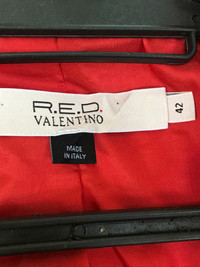 R.E.D.
VALENTINO
42
MADE
IN ITALY